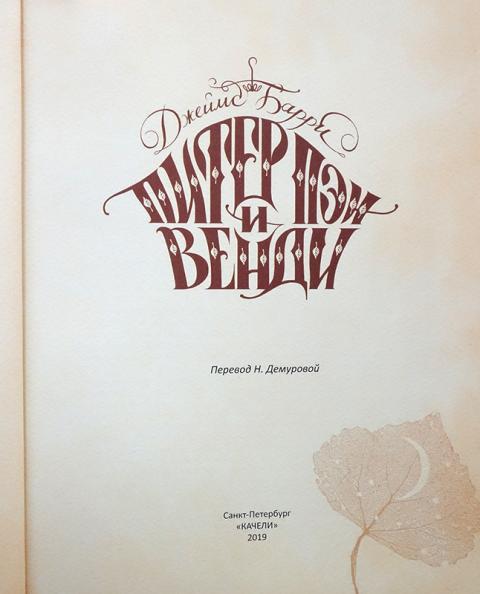 Джеймс Барри
ПИТЕР ПЭН
И
ВЕНДИ
Перевод Н. Демуровой
Санкт-Петербург
«КАЧЕЛИ»
2019